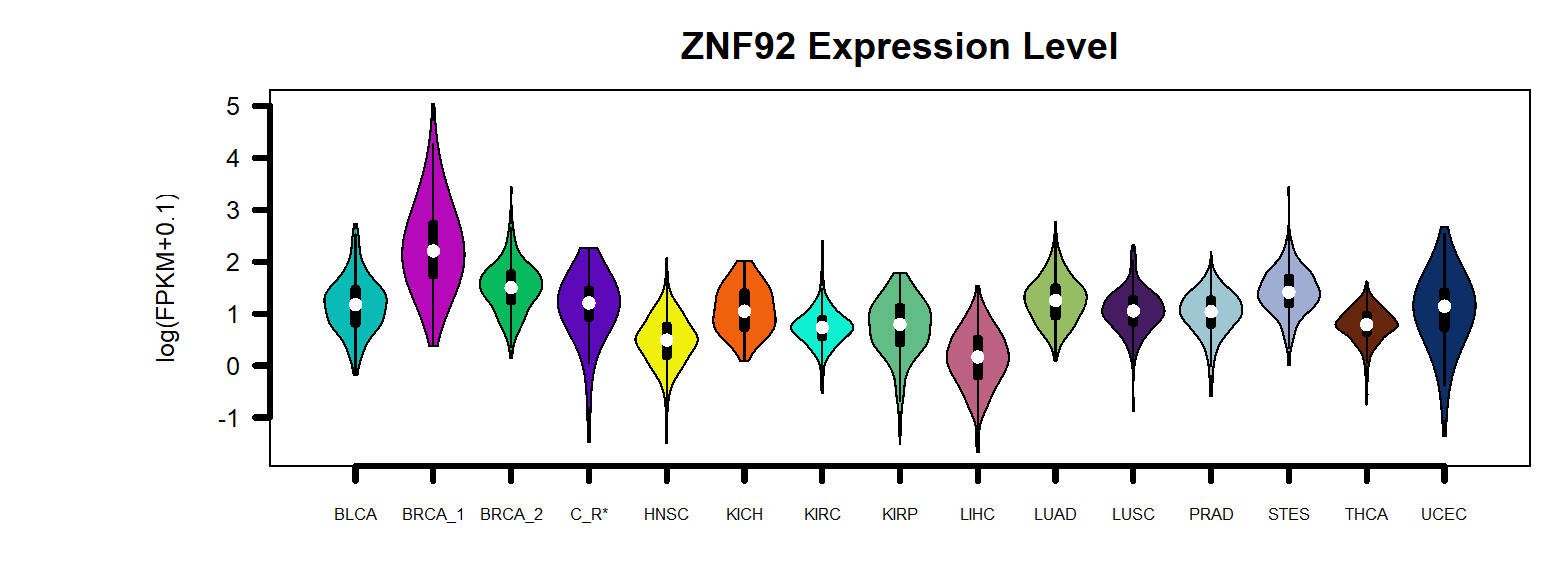 ZNF92 Expression Level
log(FPKM+0.1)
5
4
3
2
1
0
-1
BLCA BRCA_1 BRCA_2 C_R* HNSC KICH KIRC KIRP LIHC LUAD LUSC PRAD STES THCA UCEC